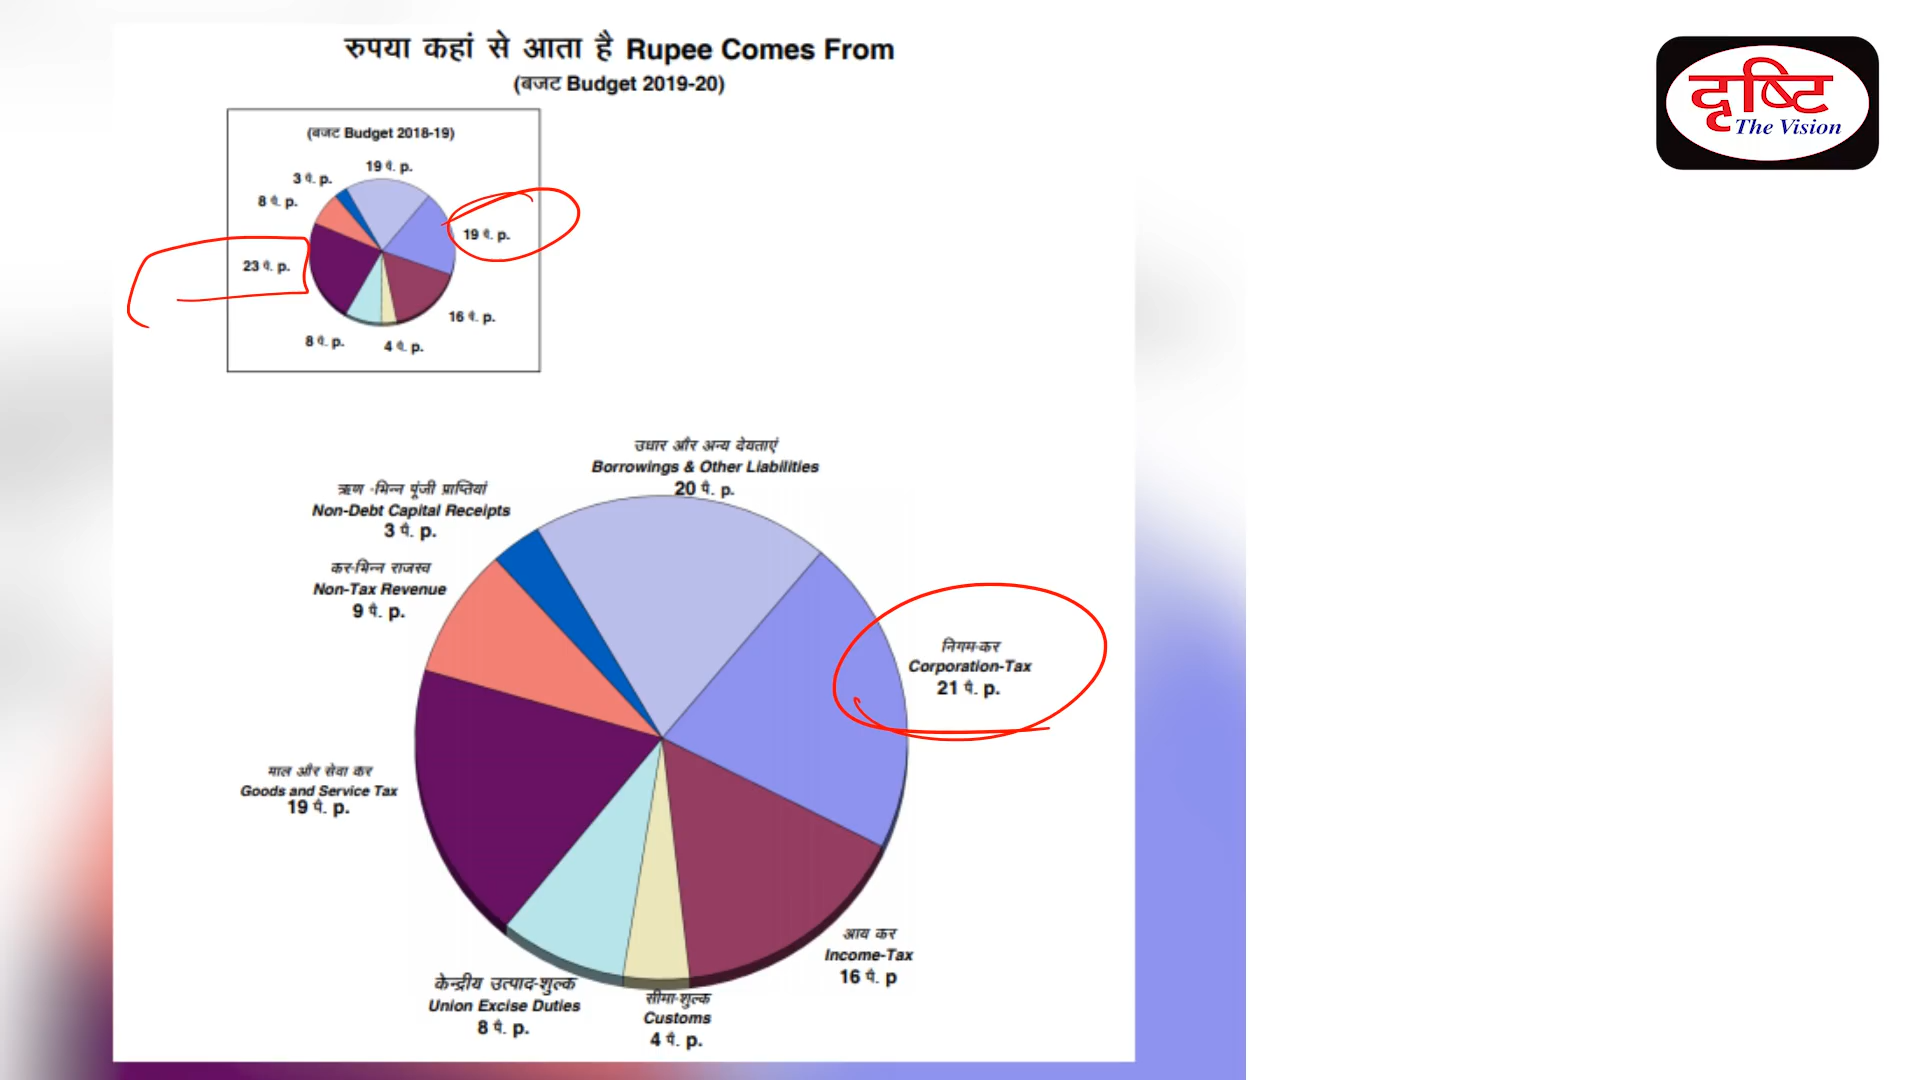 रुपया कहां से आता है Rupee Comes From
(बजट Budget 2019-20)
दृष्टि
The Vision
(बजट Budget 2018-19)
19 पै. p.
3 पै. p.
8 पै. p.
19 पै. p.
23 पै. p.
16 पै. p.
8 पै. p.
4 पै. p.
उधार और अन्य देयताएं
Borrowings & Other Liabilities
20 पै. p.
ऋण -भिन्न पूंजी प्राप्तियां
Non-Debt Capital Receipts
3 पै. p.
कर-भिन्न राजस्व
Non-Tax Revenue
9 पै. p.
निगम-कर
Corporation-Tax
21 पै. p.
माल और सेवा कर
Goods and Service Tax
19 पै. p.
आय कर
Income-Tax
16 पै. p
केन्द्रीय उत्पाद-शुल्क
Union Excise Duties
8 पै. p.
सीमा-शुल्क
Customs
4 पै. p.